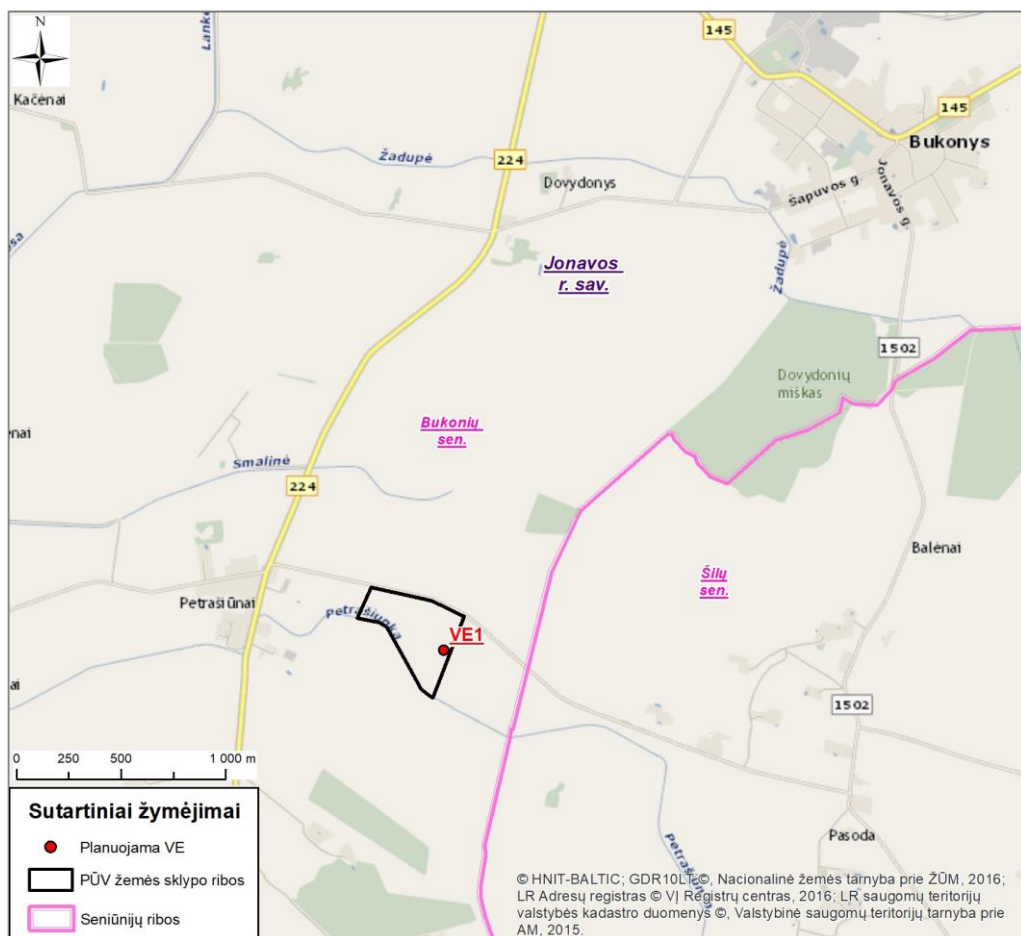 N
145
Lank
Kačėnai
145
Bukonys
Žadupė
224
Jonavos g.
Dovydonys
Šapuvos g.
Žadupė
Jonavos
r. sav.
1502
Dovydonių
miškas
Bukonių
sen.
Smalinė
224
Balėnai
Šilų
sen.
Petrašiūnai
Petrašiunka
VE1
1502
0 250 500 1 000 m
Sutartiniai žymėjimai
Planuojama VE
PŪV žemės sklypo ribos
Seniūnijų ribos
Pasoda
© HNIT-BALTIC; GDR10LT ©, Nacionalinė žemės tarnyba prie ŽŪM, 2016;
LR Adresų registras © VĮ Registrų centras, 2016; LR saugomų teritorijų
valstybės kadastro duomenys ©, Valstybinė saugomų teritorijų tarnyba prie
AM, 2015.